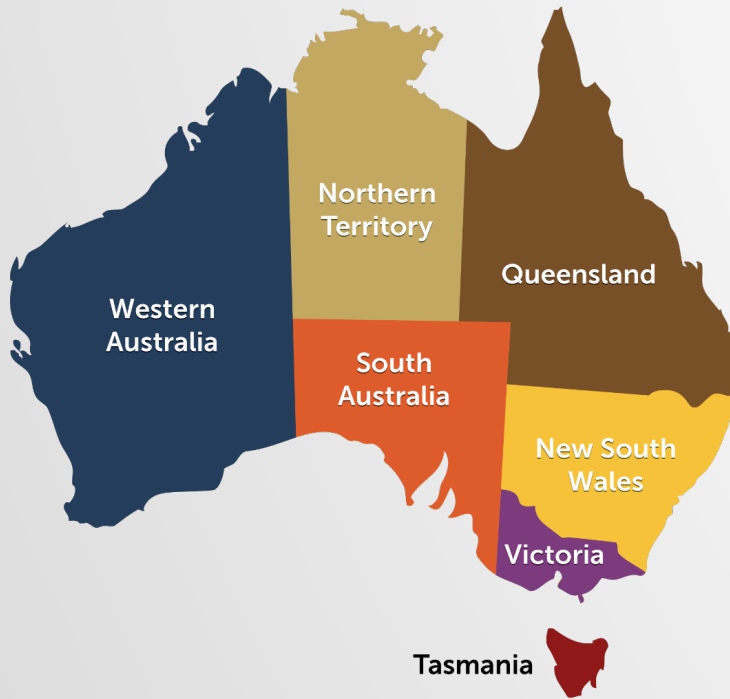 Northern
Territory
Queensland
Western
Australia
South
Australia
New South
Wales
Victoria
Tasmania